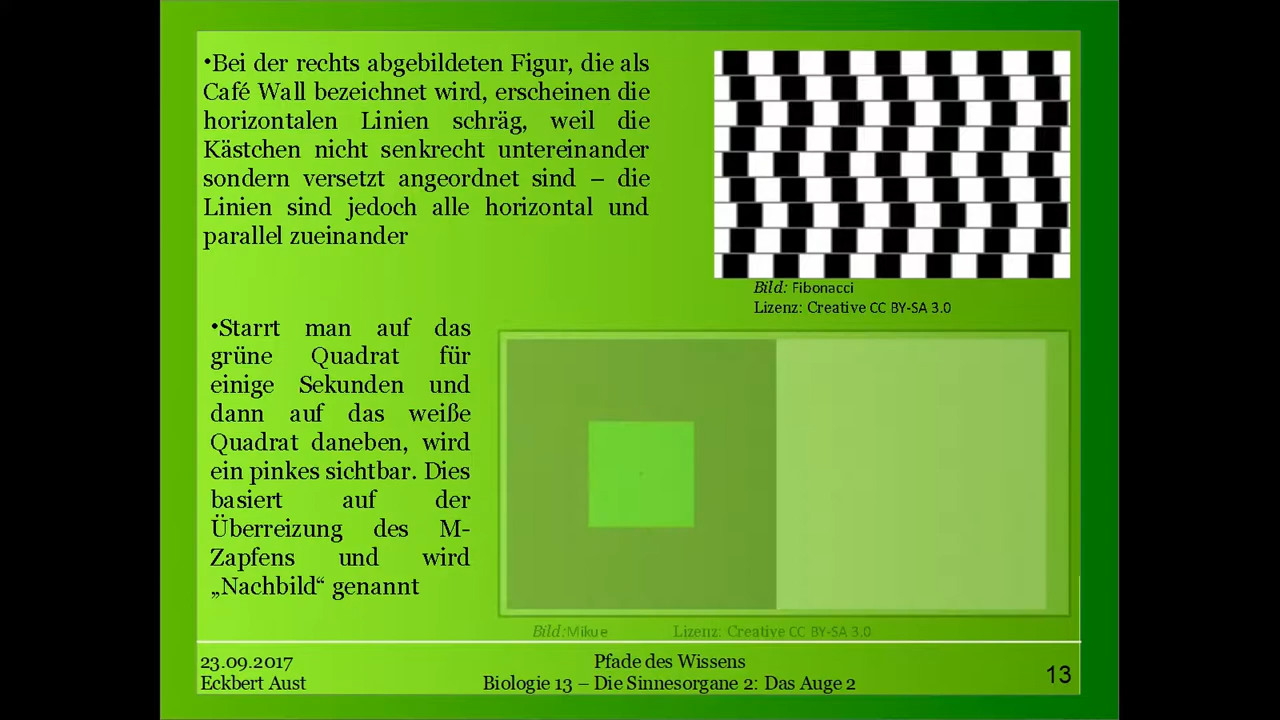 •Bei der rechts abgebildeten Figur, die als
Café Wall bezeichnet wird, erscheinen die
horizontalen Linien schräg, weil die
Kästchen nicht senkrecht untereinander
sondern versetzt angeordnet sind – die
Linien sind jedoch alle horizontal und
parallel zueinander
Bild: Fibonacci
Lizenz: Creative CC BY-SA 3.0
•Starrt man auf das
grüne Quadrat für
einige Sekunden und
dann auf das weiße
Quadrat daneben, wird
ein pinkes sichtbar. Dies
basiert auf der
Überreizung des M-
Zapfens und wird
„Nachbild“ genannt
Bild:Mikue Lizenz: Creative CC BY-SA 3.0
23.09.2017
Eckbert Aust
Pfade des Wissens
Biologie 13 – Die Sinnesorgane 2: Das Auge 2
13